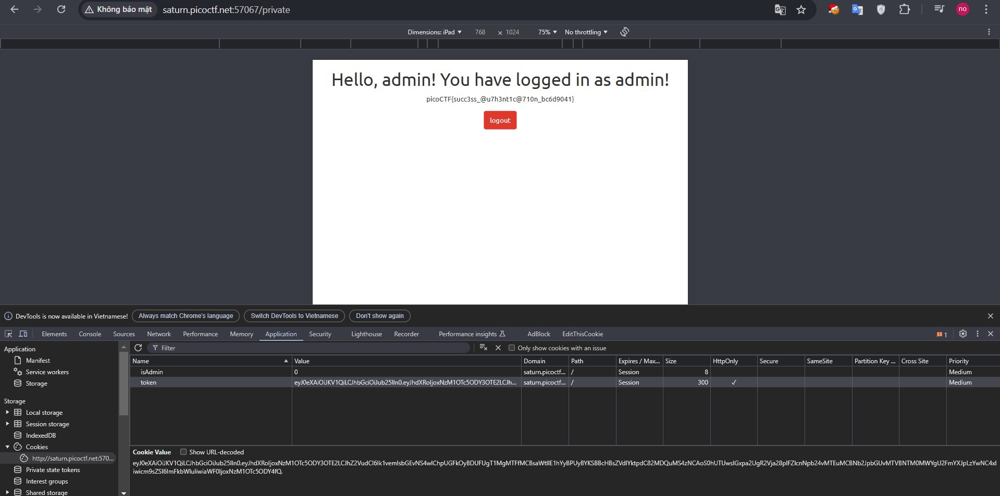 Không bảo mật saturn.picoctf.net:57067/private no
Dimensions: iPad 768 × 1024 75% No throttling
Hello, admin! You have logged in as admin!
picoCTF{succ3ss_@u7h3nt1c@710n_bc6d9041}
logout
DevTools is now available in Vietnamese! Always match Chrome's language Switch DevTools to Vietnamese Don't show again
Elements Console Sources Network Performance Memory Application Security Lighthouse Recorder Performance insights AdBlock EditThisCookie 1
Application
Manifest
Service workers
Storage
Storage
Local storage
Session storage
IndexedDB
Cookies
http://saturn.picoctf.net:570...
Private state tokens
Interest groups
Shared storage
Filter Only show cookies with an issue
Name Value Domain Path Expires / Max... Size HttpOnly Secure SameSite Partition Key ... Cross Site Priority
isAdmin 0 saturn.picoctf... / Session 8 Medium
token eyJ0eXAiOiJKV1QiLCJhbGciOiJub25lIn0.eyJhdXRoIjoxNzM1OTc5ODY3OTE2LCJh... saturn.picoctf... / Session 300 ✓ Medium
Cookie Value Show URL-decoded